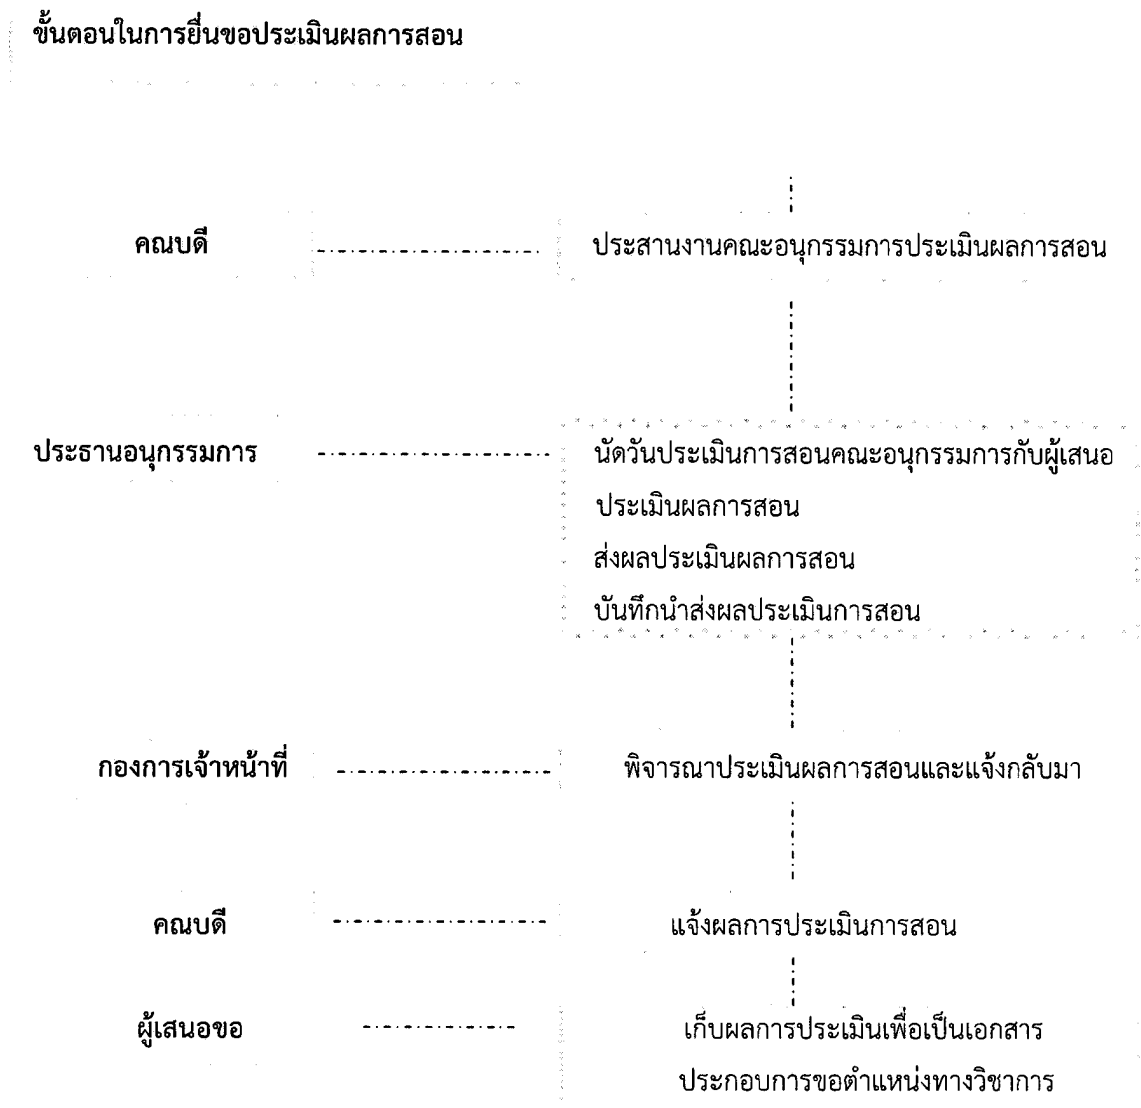 ขั้นตอนในการยื่นขอประเมินผลการสอน
คณบดี
ประสานงานคณะอนุกรรมการประเมินผลการสอน
ประธานอนุกรรมการ
นัดวันประเมินการสอนคณะอนุกรรมการกับผู้เสนอ
ประเมินผลการสอน
ส่งผลประเมินผลการสอน
บันทึกนำส่งผลประเมินการสอน
กองการเจ้าหน้าที่
พิจารณาประเมินผลการสอนและแจ้งกลับมา
คณบดี
แจ้งผลการประเมินการสอน
ผู้เสนอขอ
เก็บผลการประเมินเพื่อเป็นเอกสาร
ประกอบการขอตำแหน่งทางวิชาการ